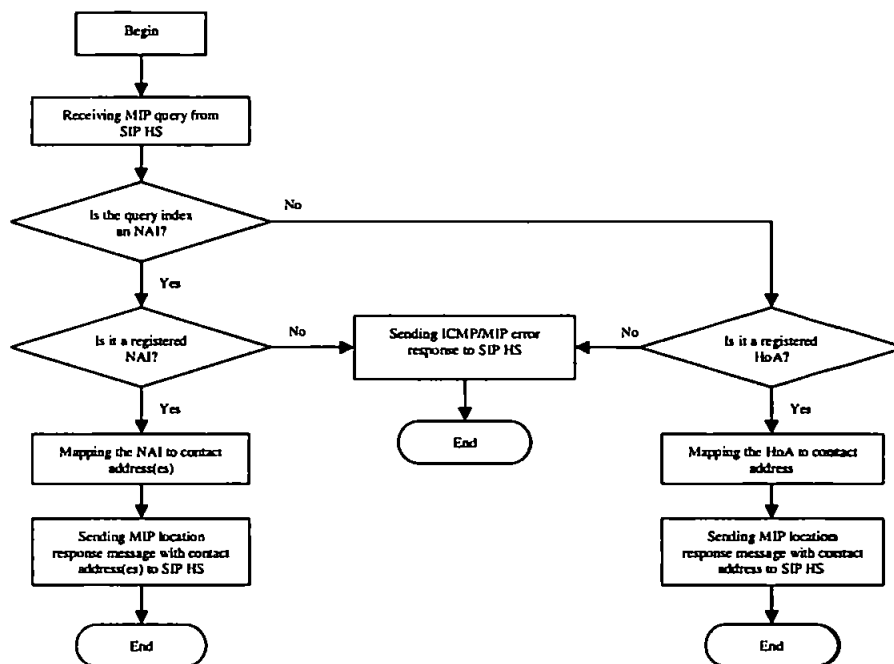 Begin
Receiving MIP query from
SIP HS
Is the query index
an NAI?
No
Yes
Is it a registered
NAI?
No
Sending ICMP/MIP error
response to SIP HS
No
Is it a registered
HoA?
Yes
End
Yes
Mapping the NAI to contact
address(es)
Mapping the HoA to contact
address
Sending MIP location
response message with contact
address(es) to SIP HS
Sending MIP location
response message with contact
address to SIP HS
End
End